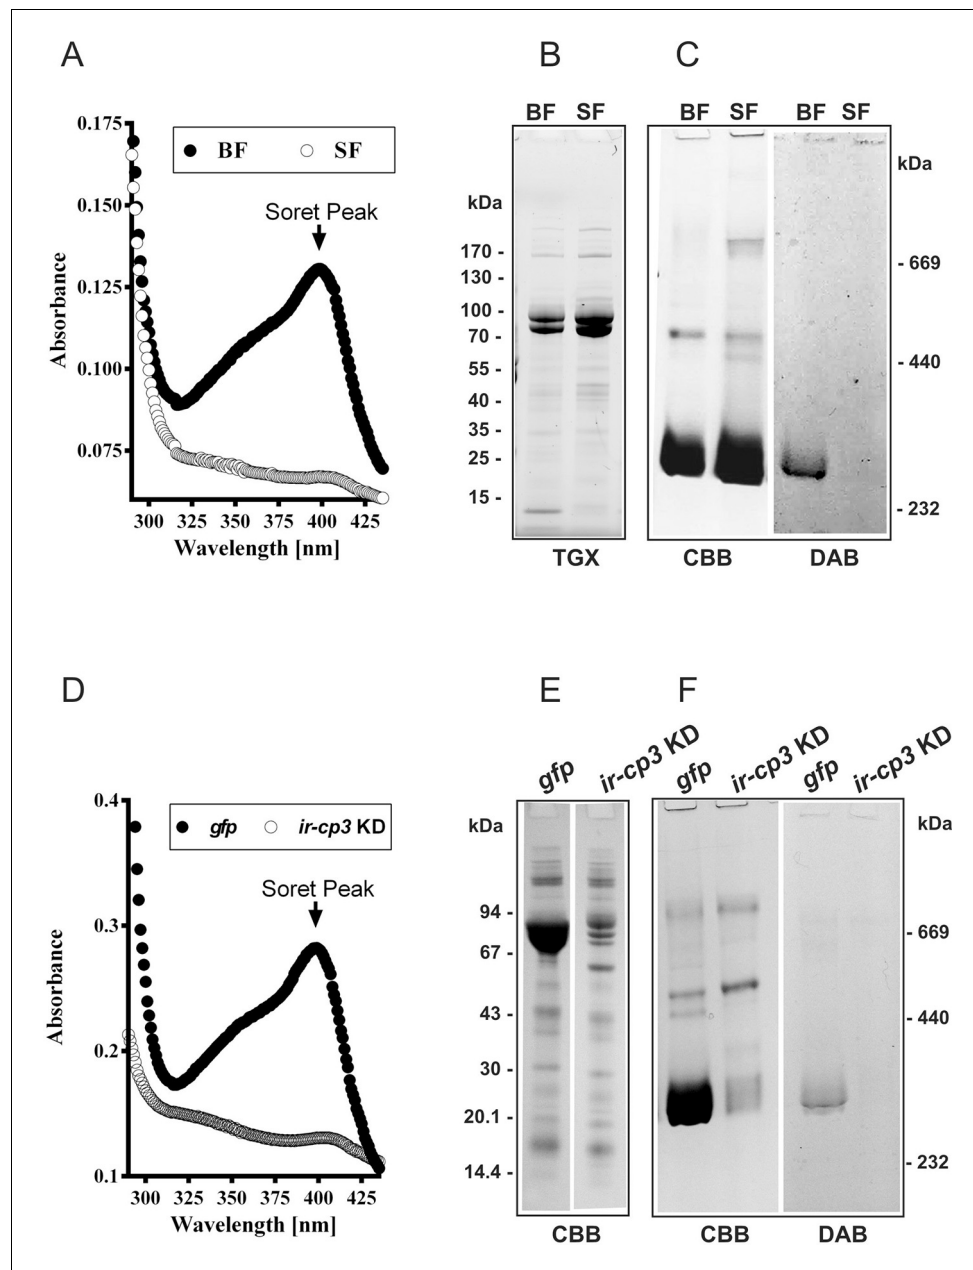 A
B
C
BF SF
BF SF
BF SF
0.175
0.150
0.125
0.100
0.075
Absorbance
BF SF
Soret Peak
300 325 350 375 400 425
Wavelength [nm]
kDa
170 -
130 -
100 -
70 -
55 -
40 -
35 -
25 -
15 -
TGX
kDa
- 669
- 440
- 232
CBB
DAB
D
E
F
gfp ir-cp3 KD
gfp ir-cp3 KD
gfp ir-cp3 KD
0.4
0.3
0.2
0.1
Absorbance
gfp ir-cp3 KD
Soret Peak
300 325 350 375 400 425
Wavelength [nm]
kDa
94 -
67 -
43 -
30 -
20.1 -
14.4 -
CBB
kDa
- 669
- 440
- 232
CBB
DAB